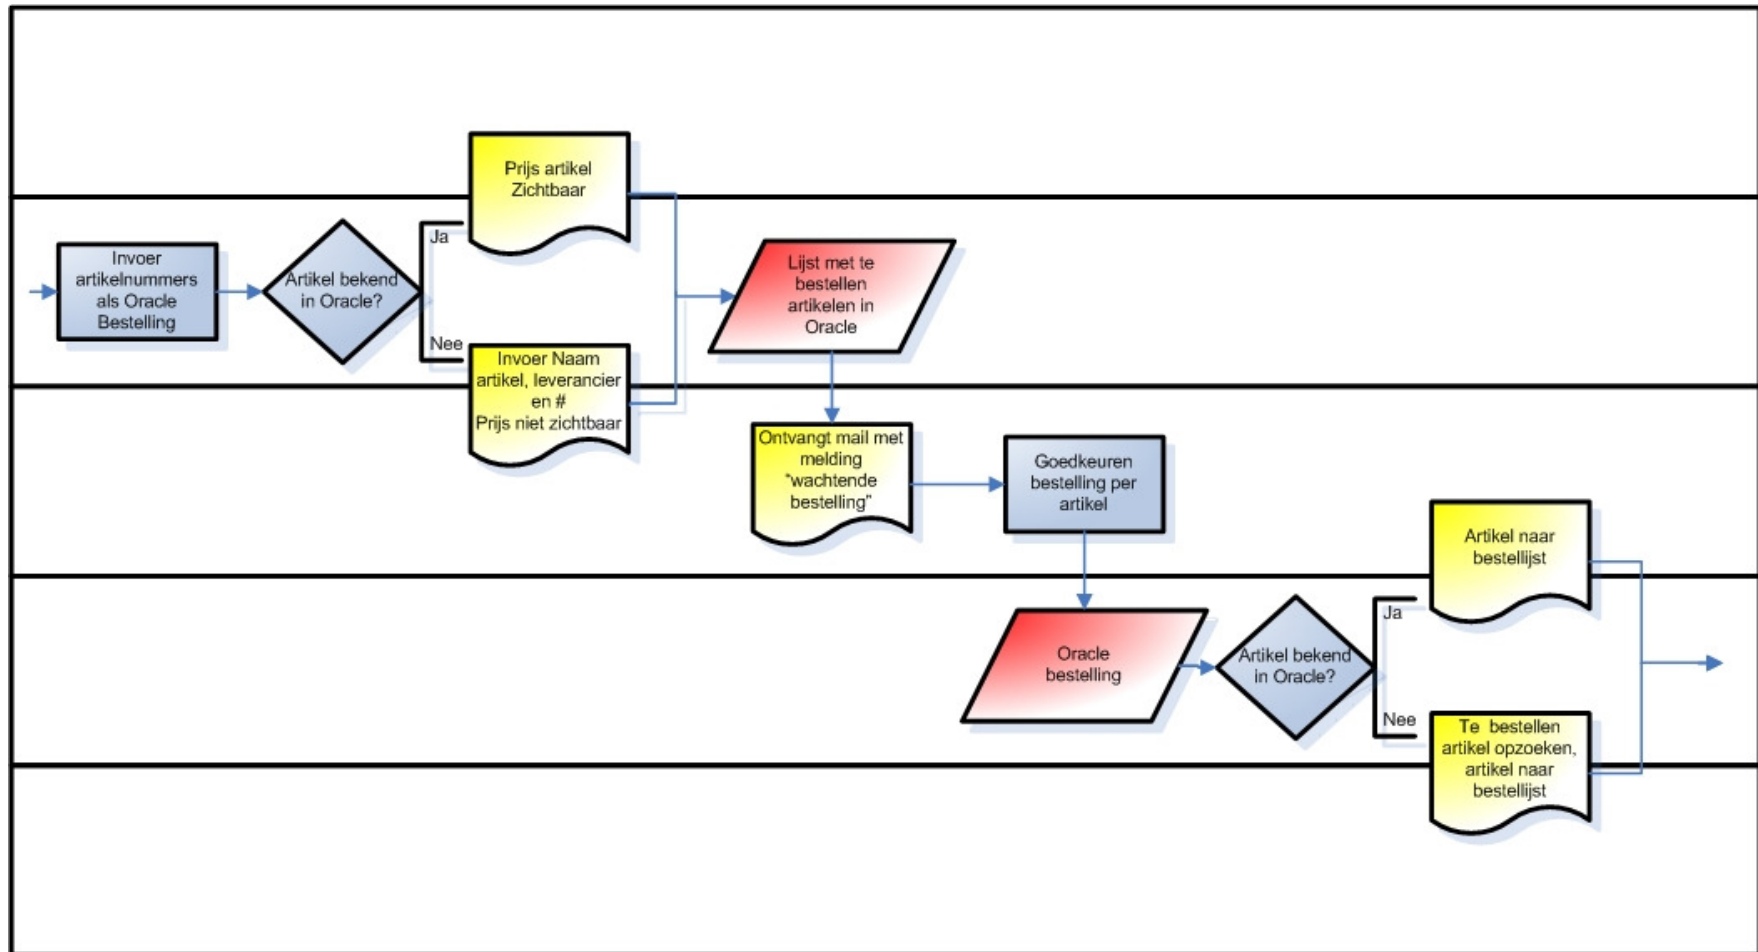 Invoer
artikelnummers
als Oracle
Bestelling
Artikel bekend
in Oracle?
Ja
Nee
Prijs artikel
Zichtbaar
Invoer Naam
artikel, leverancier
en #
Prijs niet zichtbaar
Lijst met te
bestellen
artikelen in
Oracle
Ontvangt mail met
melding
“wachtende
bestelling”
Goedkeuren
bestelling per
artikel
Oracle
bestelling
Artikel bekend
in Oracle?
Ja
Nee
Artikel naar
bestellijst
Te bestellen
artikel opzoeken,
artikel naar
bestellijst